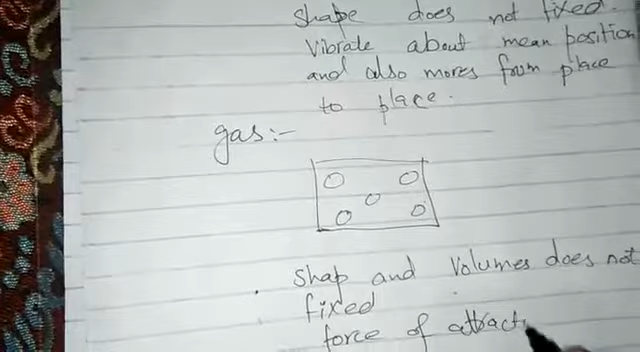 shape does not fixed.
Vibrate about mean position
and also moves from place
to place.
gas:-
shap and Volumes does not
fixed
force of attract